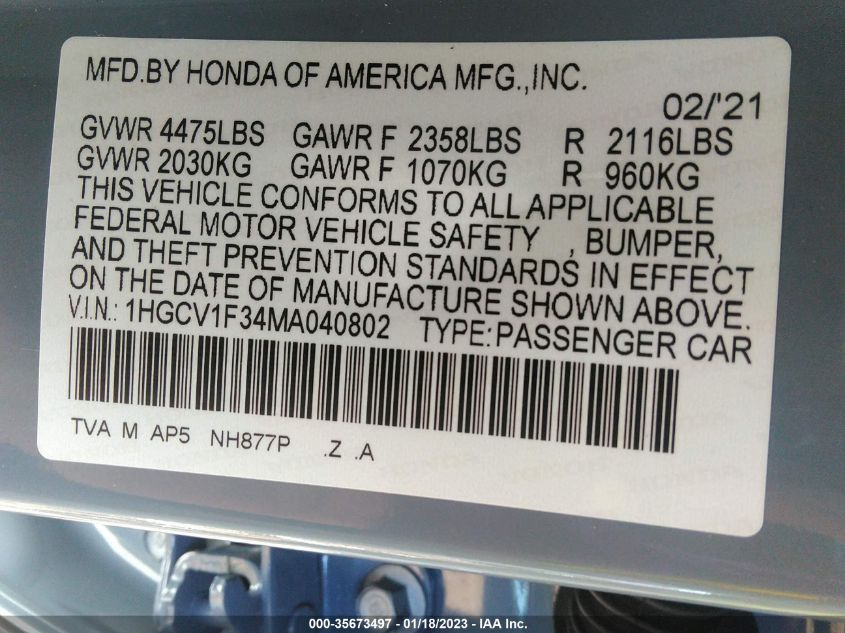 MFD.BY HONDA OF AMERICA MFG.,INC.
02/'21
GVWR 4475LBS GAWR F 2358LBS R 2116LBS
GVWR 2030KG GAWR F 1070KG R 960KG
THIS VEHICLE CONFORMS TO ALL APPLICABLE
FEDERAL MOTOR VEHICLE SAFETY , BUMPER,
AND THEFT PREVENTION STANDARDS IN EFFECT
ON THE DATE OF MANUFACTURE SHOWN ABOVE.
V.I.N.: 1HGCV1F34MA040802 TYPE:PASSENGER CAR
TVA M AP5 NH877P .Z .A
000-35673497 - 01/18/2023 - IAA Inc.